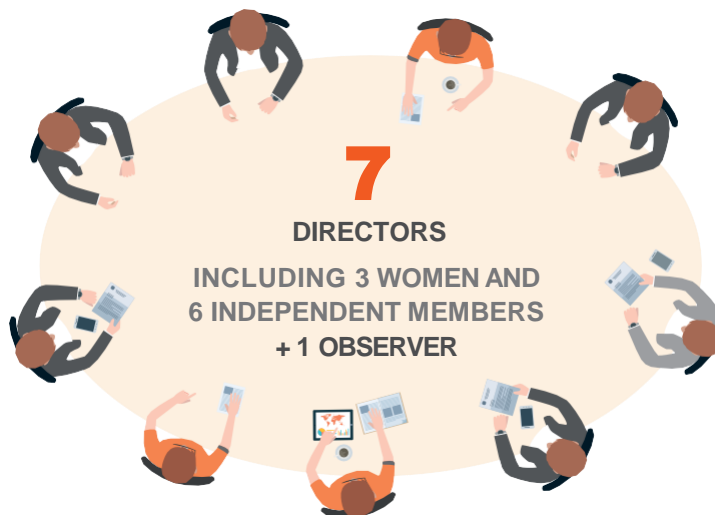 7
DIRECTORS
INCLUDING 3 WOMEN AND
6 INDEPENDENT MEMBERS
+ 1 OBSERVER